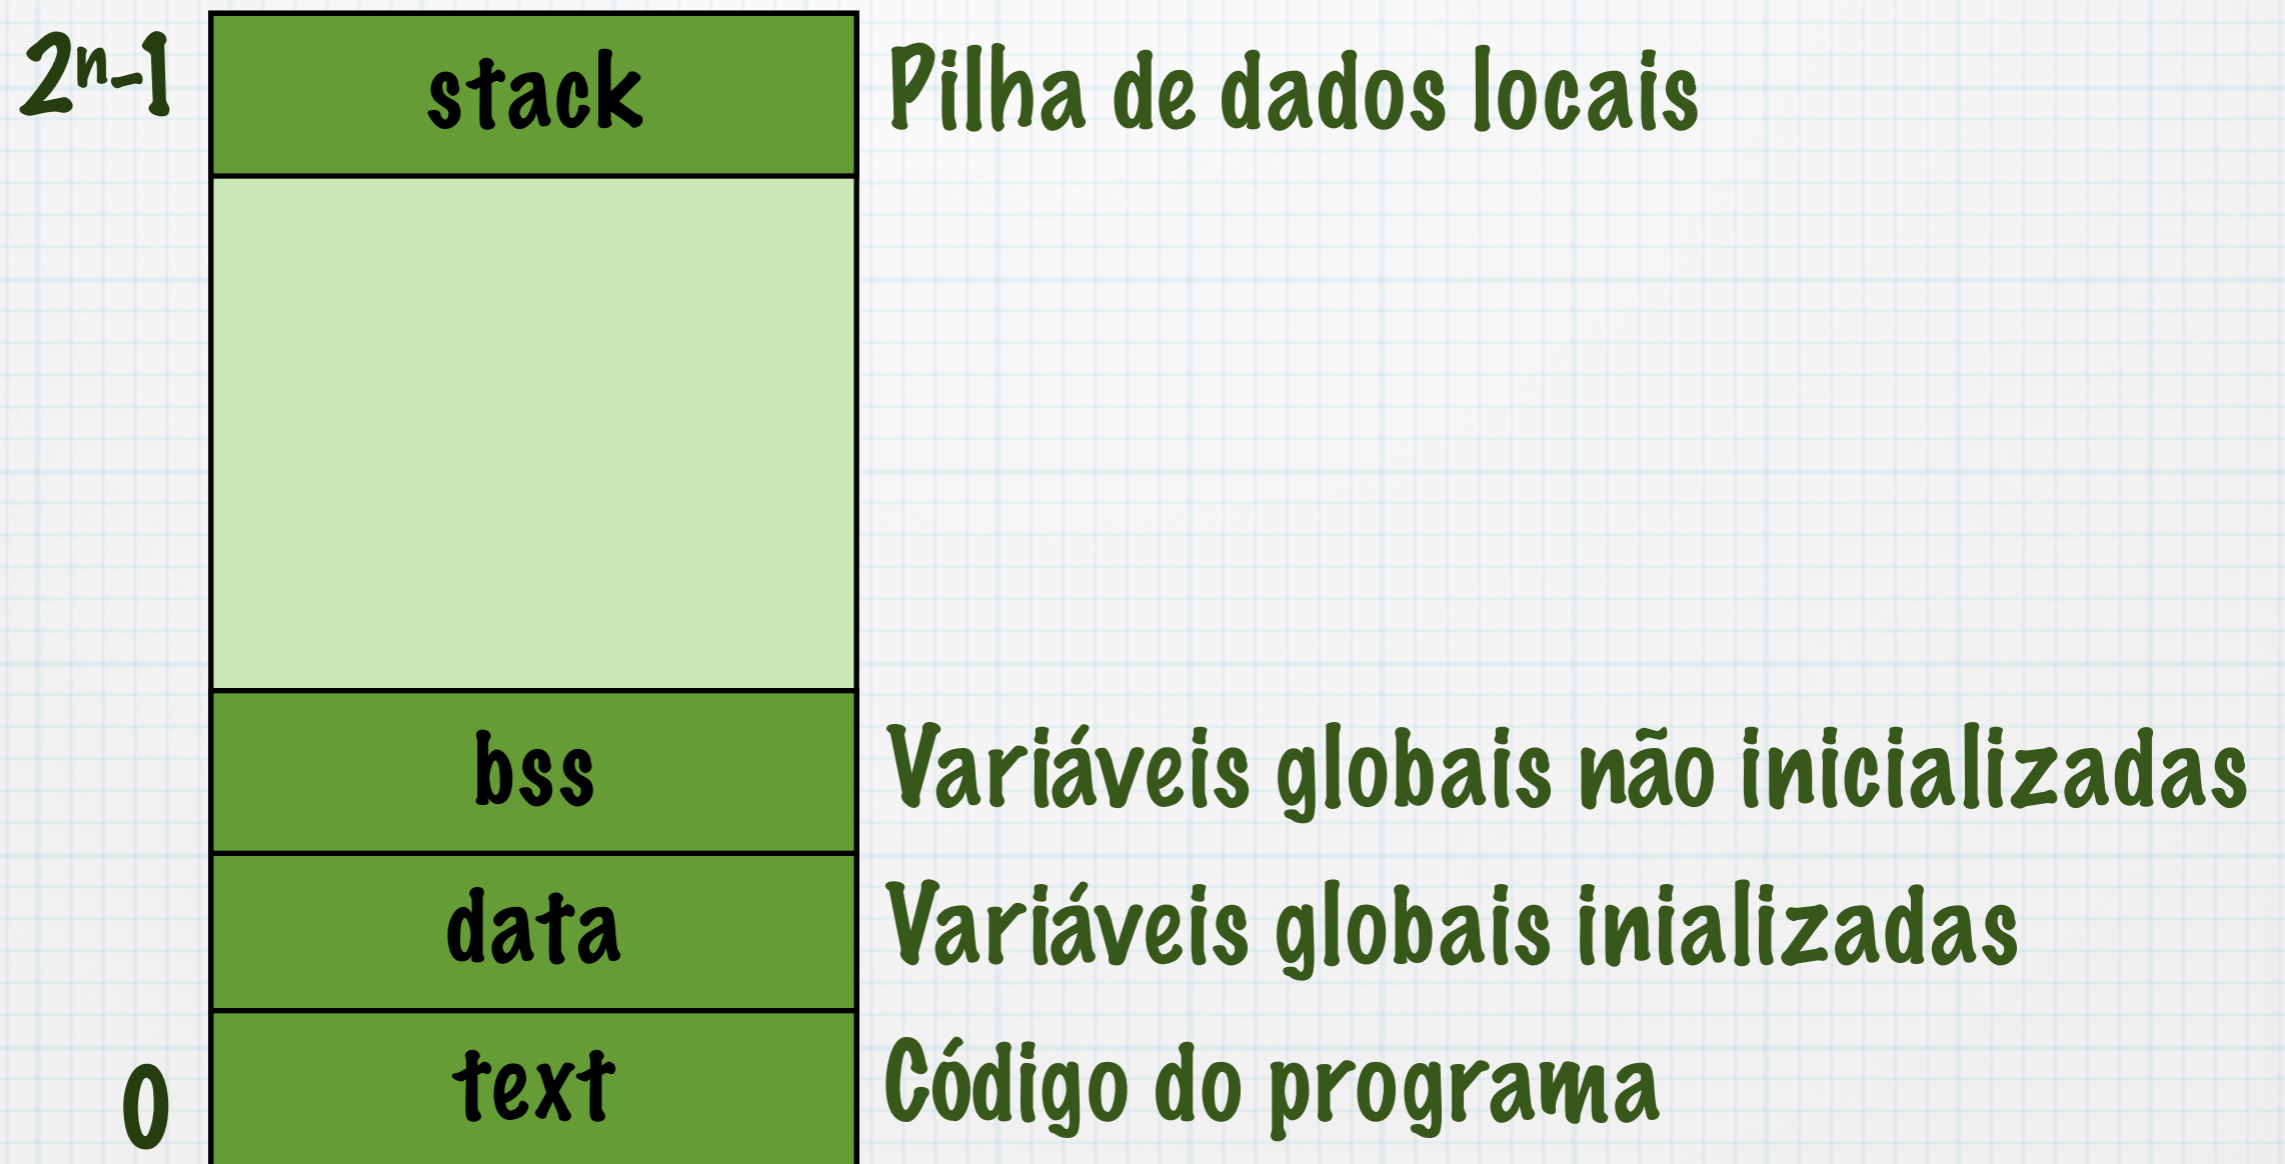 2ⁿ-1
stack
Pilha de dados locais
bss
Variáveis globais não inicializadas
data
Variáveis globais inializadas
text
Código do programa
0